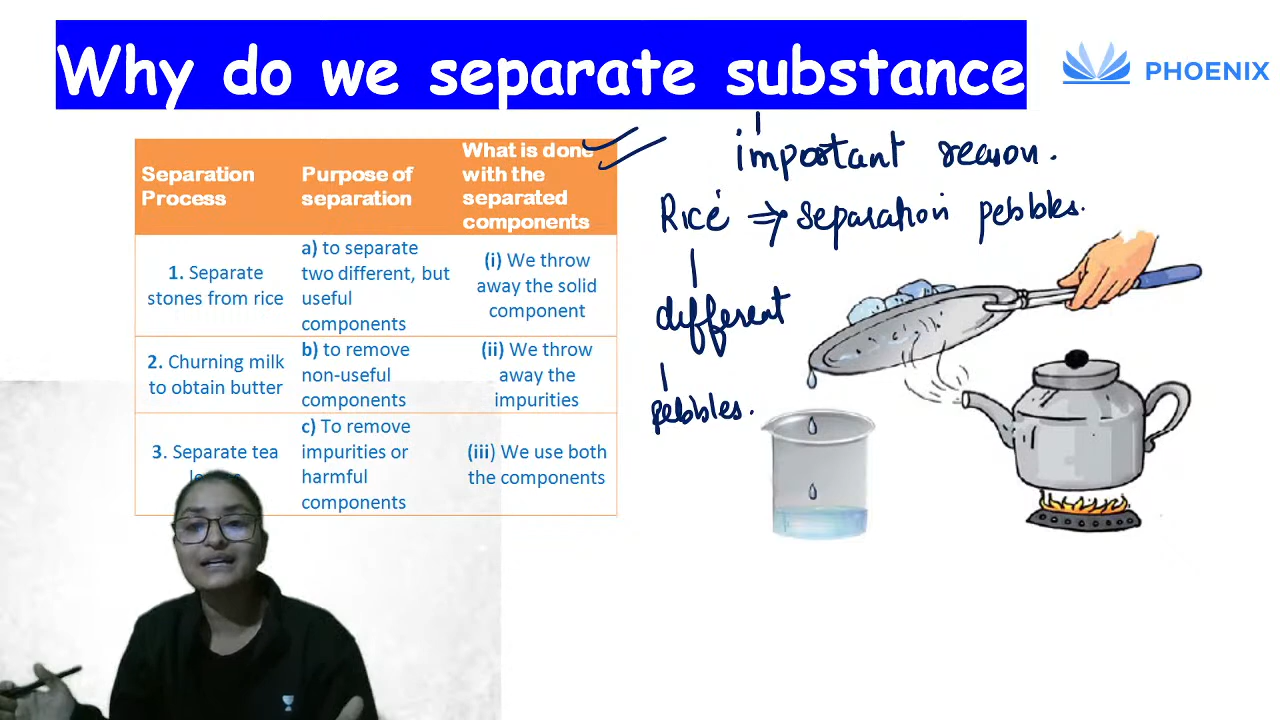 Why do we separate substance
PHOENIX
Separation
Process
Purpose of
separation
What is done
with the
separated
components
1. Separate
stones from rice
a) to separate
two different, but
useful
components
(i) We throw
away the solid
component
2. Churning milk
to obtain butter
b) to remove
non-useful
components
(ii) We throw
away the
impurities
3. Separate tea
c) To remove
impurities or
harmful
components
(iii) We use both
the components
important reason.
Rice ⇒ separation pebbles.
different
pebbles.